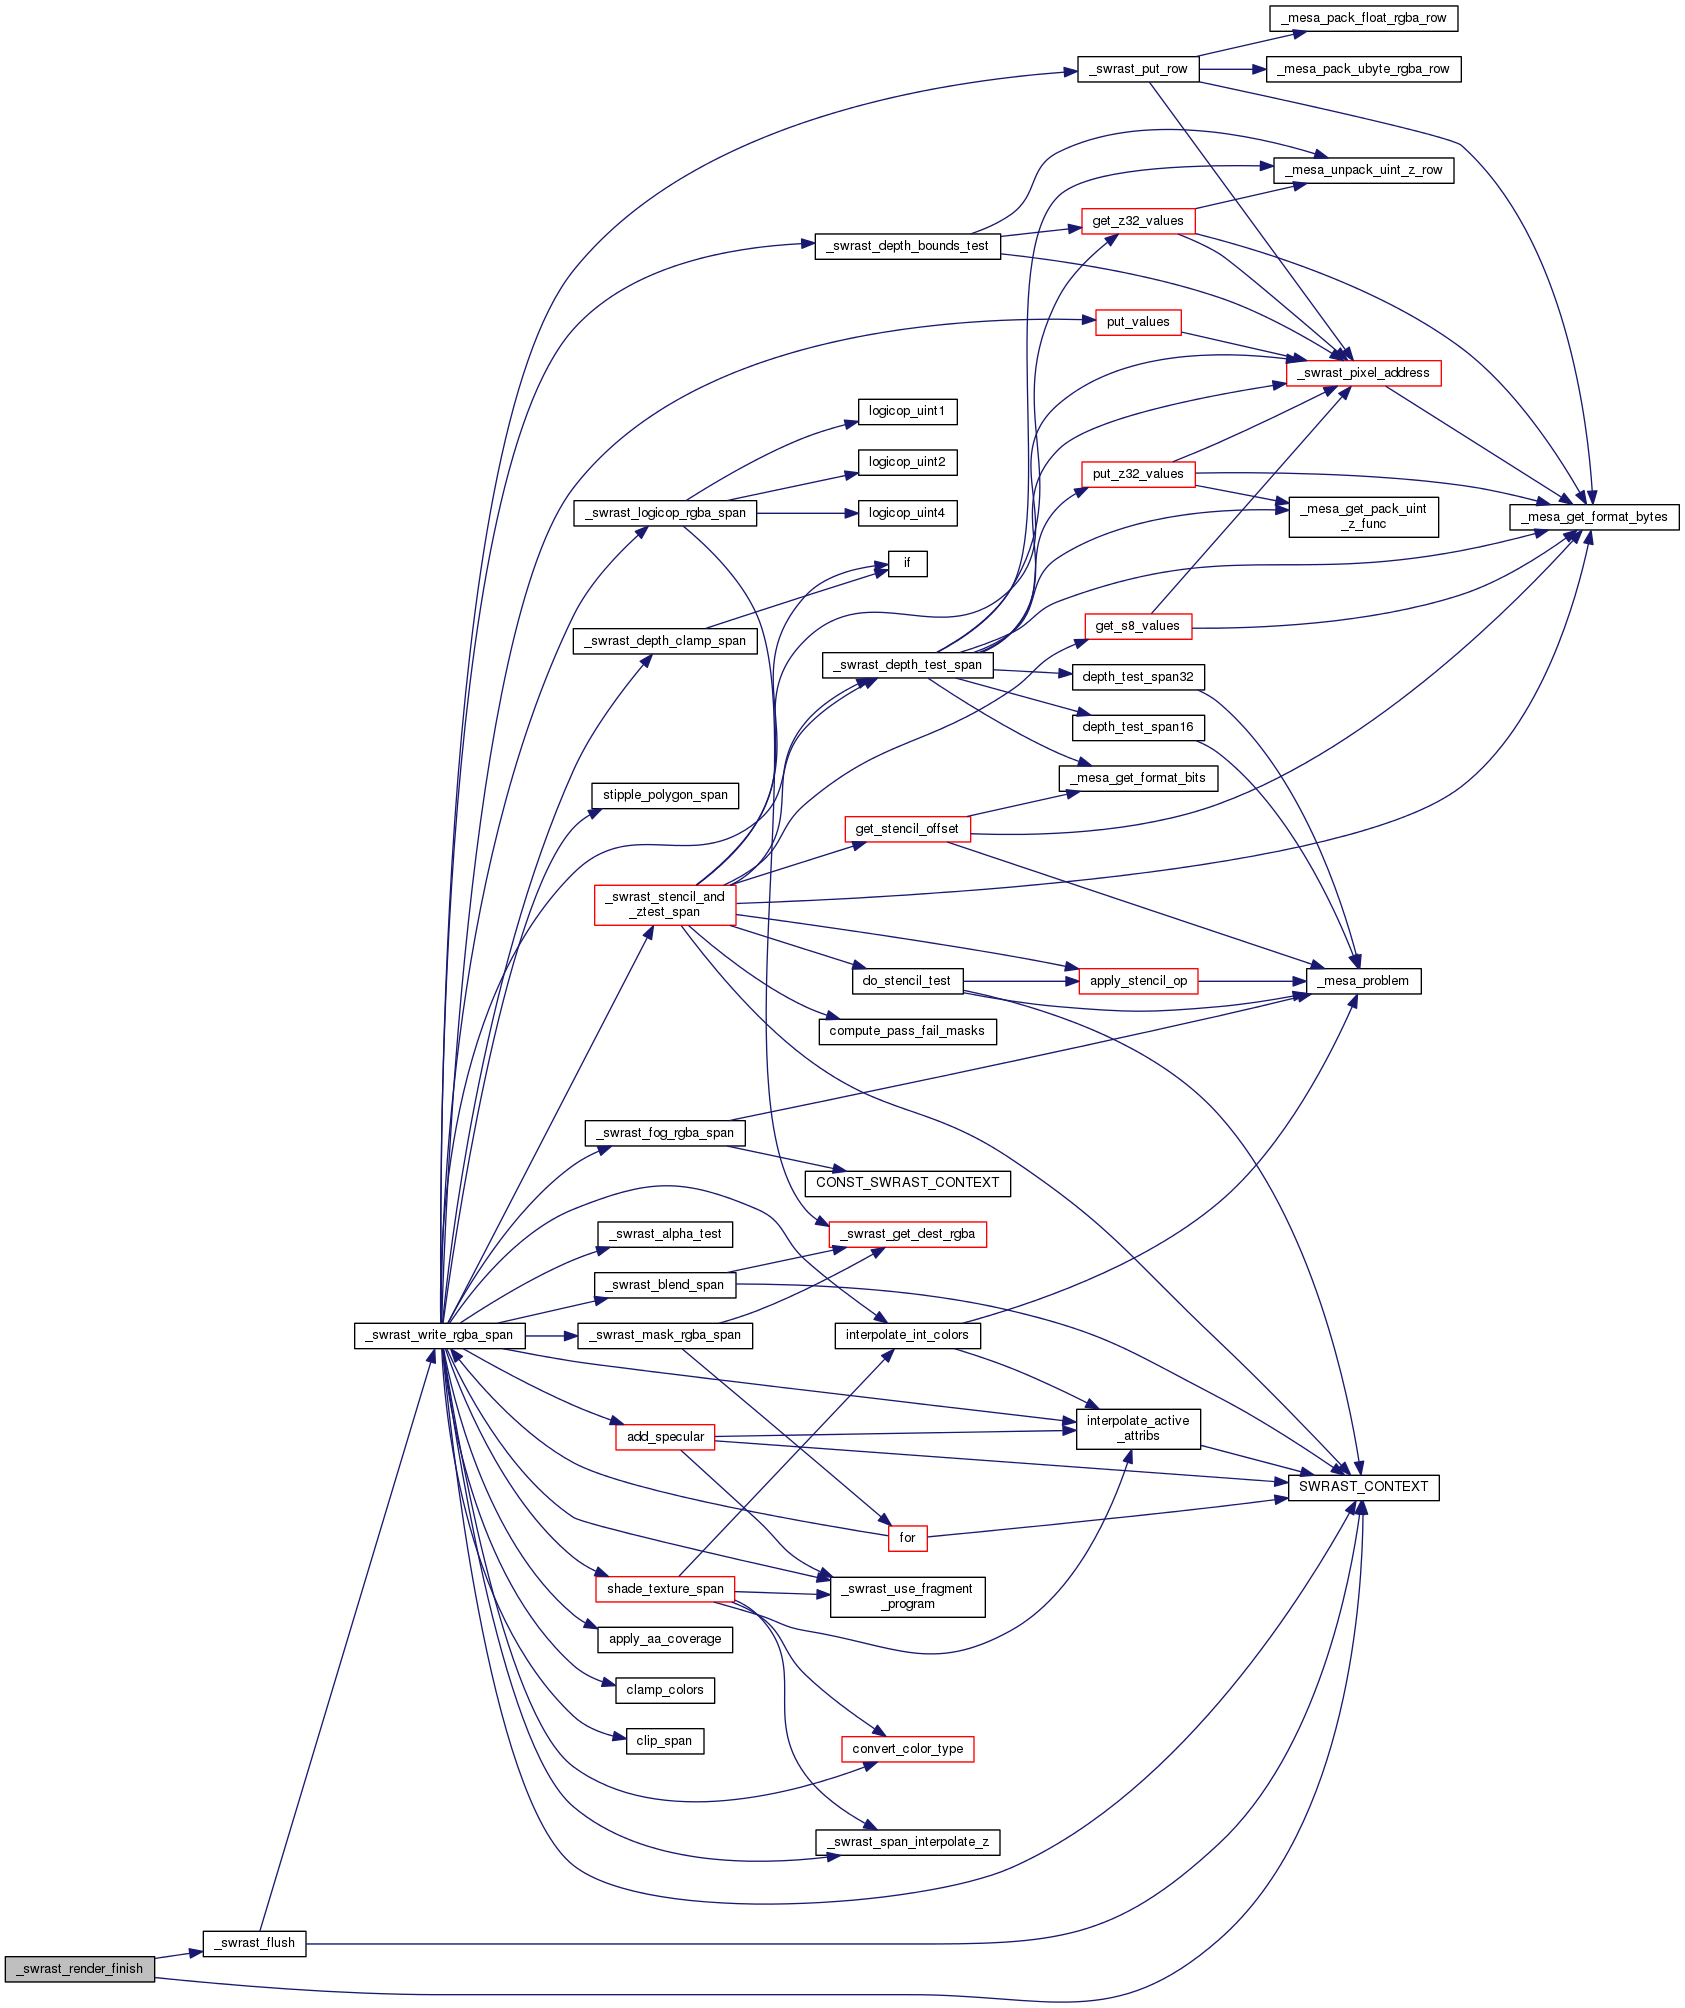 _mesa_pack_float_rgba_row
_swrast_put_row
_mesa_pack_ubyte_rgba_row
_mesa_unpack_uint_z_row
get_z32_values
_swrast_depth_bounds_test
put_values
_swrast_pixel_address
logicop_uint1
logicop_uint2
put_z32_values
_swrast_logicop_rgba_span
logicop_uint4
_mesa_get_pack_uint
_z_func
_mesa_get_format_bytes
if
get_s8_values
_swrast_depth_clamp_span
_swrast_depth_test_span
depth_test_span32
depth_test_span16
_mesa_get_format_bits
stipple_polygon_span
get_stencil_offset
_swrast_stencil_and
_ztest_span
do_stencil_test
apply_stencil_op
_mesa_problem
compute_pass_fail_masks
_swrast_fog_rgba_span
CONST_SWRAST_CONTEXT
_swrast_alpha_test
_swrast_get_dest_rgba
_swrast_blend_span
_swrast_write_rgba_span
_swrast_mask_rgba_span
interpolate_int_colors
add_specular
interpolate_active
_attribs
SWRAST_CONTEXT
for
shade_texture_span
_swrast_use_fragment
_program
apply_aa_coverage
clamp_colors
clip_span
convert_color_type
_swrast_span_interpolate_z
_swrast_flush
_swrast_render_finish